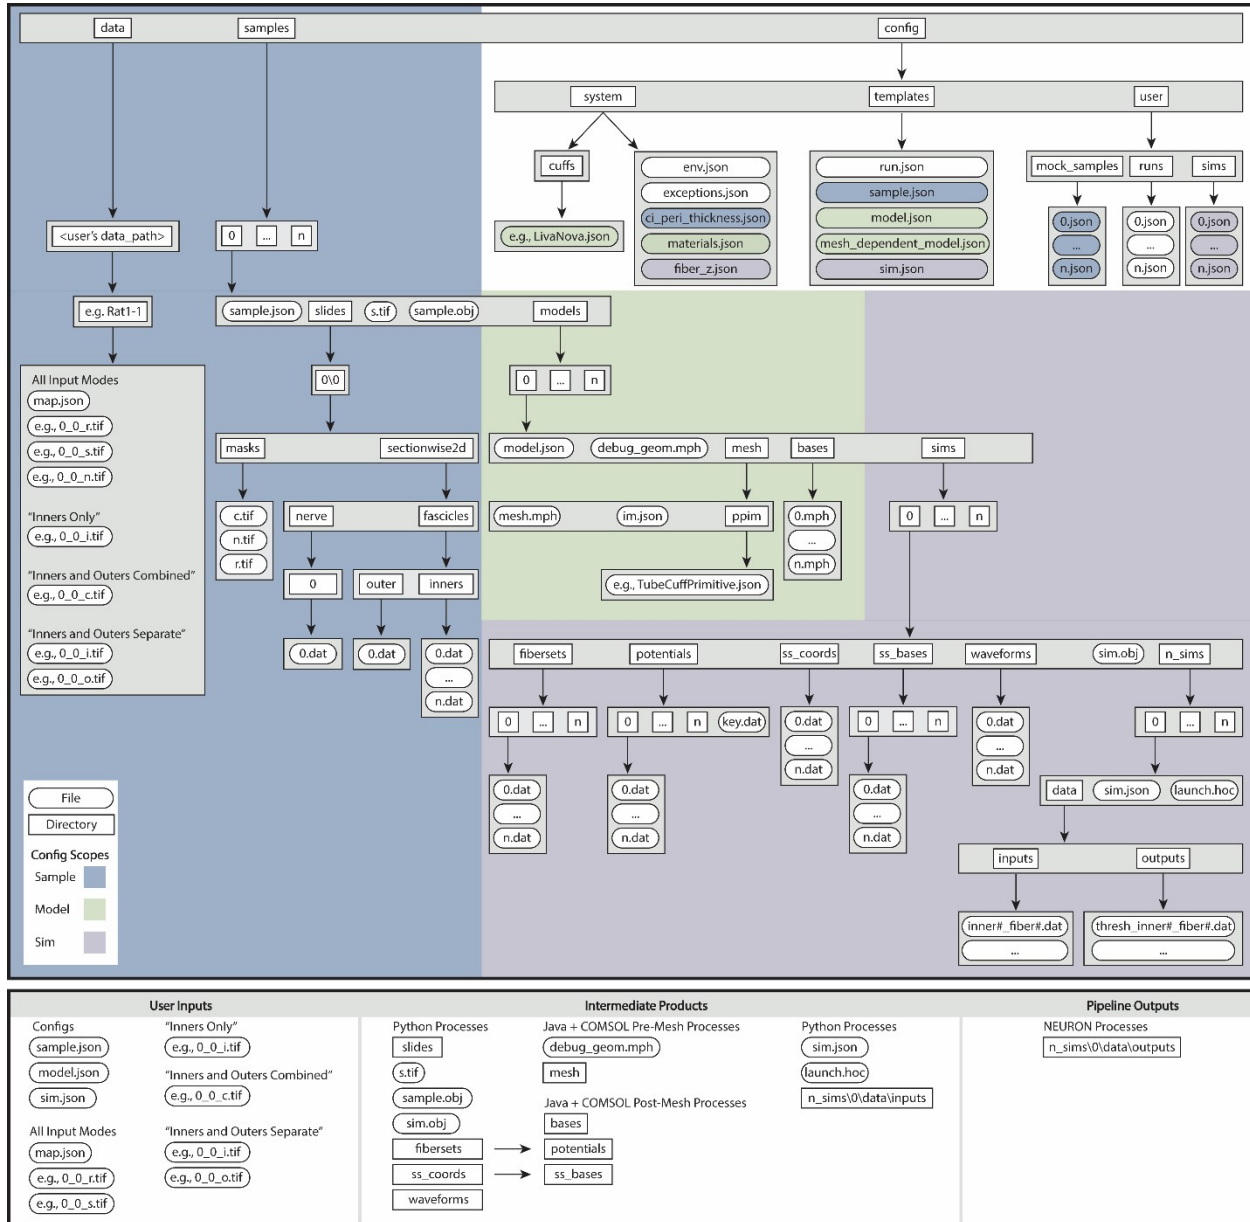 data samples config
system templates user
cuffs
env.json
exceptions.json
ci_peri_thickness.json
materials.json
fiber_z.json
e.g., LivaNova.json
run.json
sample.json
model.json
mesh_dependent_model.json
sim.json
mock_samples runs sims
0.json 0.json 0.json
... ... ...
n.json n.json n.json
<user's data_path>
0 ... n
e.g. Rat1-1
sample.json slides s.tif sample.obj models
All Input Modes
map.json
e.g., 0_0_r.tif
e.g., 0_0_s.tif
e.g., 0_0_n.tif
"Inners Only"
e.g., 0_0_i.tif
"Inners and Outers Combined"
e.g., 0_0_c.tif
"Inners and Outers Separate"
e.g., 0_0_i.tif
e.g., 0_0_o.tif
0\0
masks sectionwise2d
c.tif
n.tif
r.tif
nerve fascicles
0 outer inners
0.dat 0.dat 0.dat
...
n.dat
0 ... n
model.json debug_geom.mph mesh bases sims
mesh.mph im.json ppim
e.g., TubeCuffPrimitive.json
0.mph
...
n.mph
0 ... n
fibersets potentials ss_coords ss_bases waveforms sim.obj n_sims
0 ... n 0 ... n key.dat 0.dat 0 ... n 0.dat 0 ... n
... ...
n.dat n.dat
0.dat 0.dat 0.dat
... ... ...
n.dat n.dat n.dat
data sim.json launch.hoc
inputs outputs
inner#_fiber#.dat thresh_inner#_fiber#.dat
... ...
File
Directory
Config Scopes
Sample
Model
Sim
User Inputs
Configs
sample.json
model.json
sim.json
All Input Modes
map.json
e.g., 0_0_r.tif
e.g., 0_0_s.tif
"Inners Only"
e.g., 0_0_i.tif
"Inners and Outers Combined"
e.g., 0_0_c.tif
"Inners and Outers Separate"
e.g., 0_0_i.tif
e.g., 0_0_o.tif
Intermediate Products
Python Processes
slides
s.tif
sample.obj
sim.obj
fibersets
ss_coords
waveforms
Java + COMSOL Pre-Mesh Processes
debug_geom.mph
mesh
Java + COMSOL Post-Mesh Processes
bases
potentials
ss_bases
Python Processes
sim.json
launch.hoc
n_sims\0\data\inputs
Pipeline Outputs
NEURON Processes
n_sims\0\data\outputs